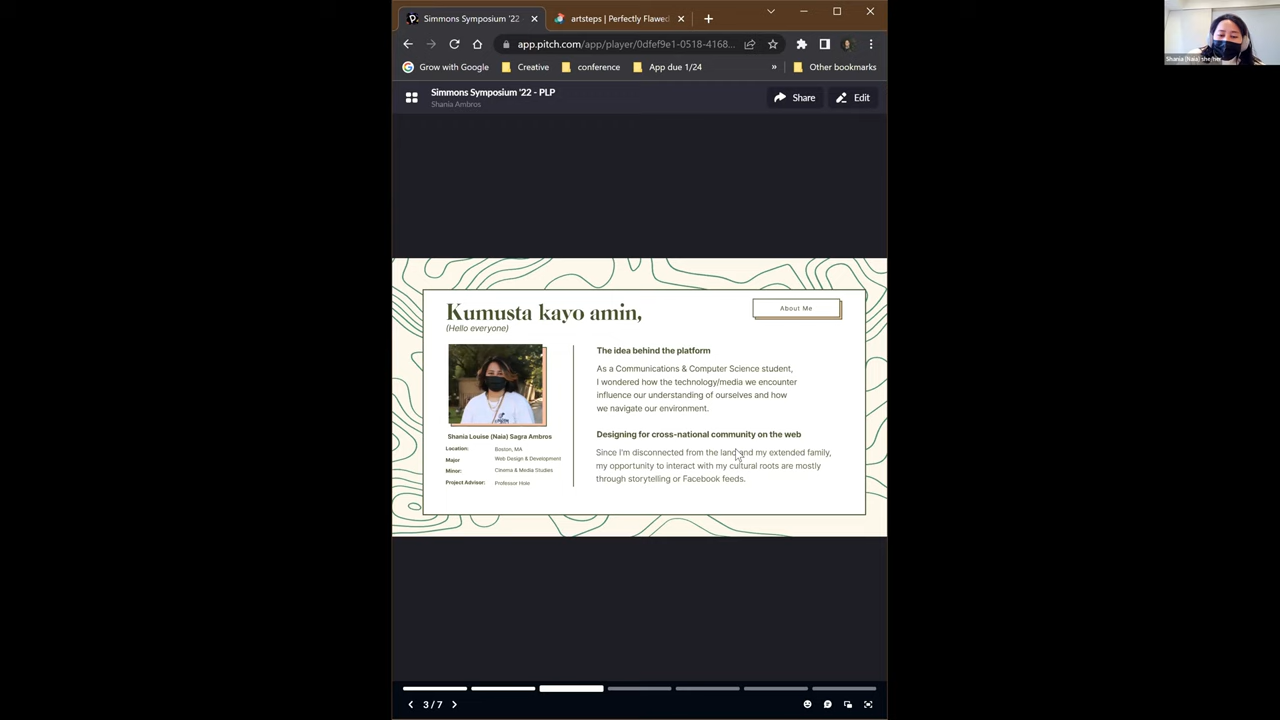 Simmons Symposium '22
artsteps | Perfectly Flawed
app.pitch.com/app/player/0dfef9e1-0518-4168...
Grow with Google
Creative
conference
App due 1/24
»
Other bookmarks
Simmons Symposium '22 - PLP
Shania Ambros
Share
Edit
Shania (Naia) she/her
Kumusta kayo amin,
(Hello everyone)
About Me
Shania Louise (Naia) Sagra Ambros
Location: Boston, MA
Major Web Design & Development
Minor: Cinema & Media Studies
Project Advisor: Professor Hoie
The idea behind the platform
As a Communications & Computer Science student,
I wondered how the technology/media we encounter
influence our understanding of ourselves and how
we navigate our environment.
Designing for cross-national community on the web
Since I'm disconnected from the land and my extended family,
my opportunity to interact with my cultural roots are mostly
through storytelling or Facebook feeds.
3 / 7